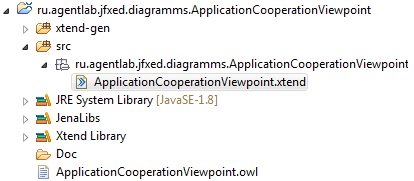 ru.agentlab.jfxed.diagramms.ApplicationCooperationViewpoint
xtend-gen
src
ru.agentlab.jfxed.diagramms.ApplicationCooperationViewpoint
ApplicationCooperationViewpoint.xtend
JRE System Library [JavaSE-1.8]
JenaLibs
Xtend Library
Doc
ApplicationCooperationViewpoint.owl